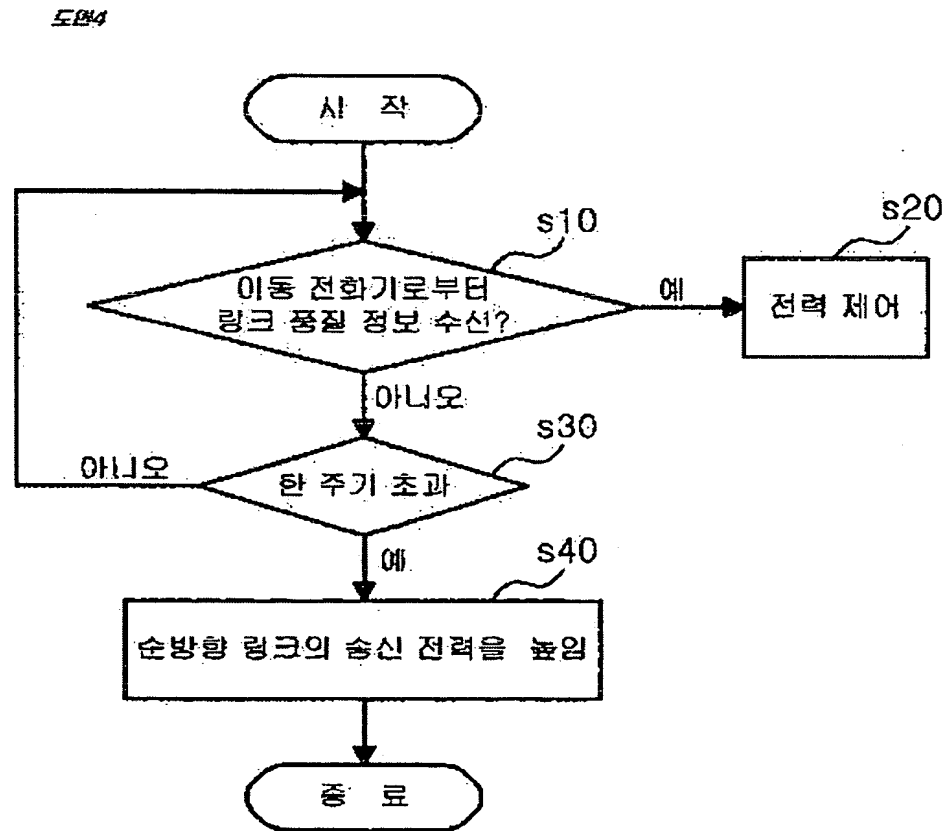 도면4
시 작
s10
s20
이동 전화기로부터
링크 품질 정보 수신?
예
전력 제어
아니오
s30
아니오
한 주기 초과
예
s40
순방향 링크의 송신 전력을 높임
종 료